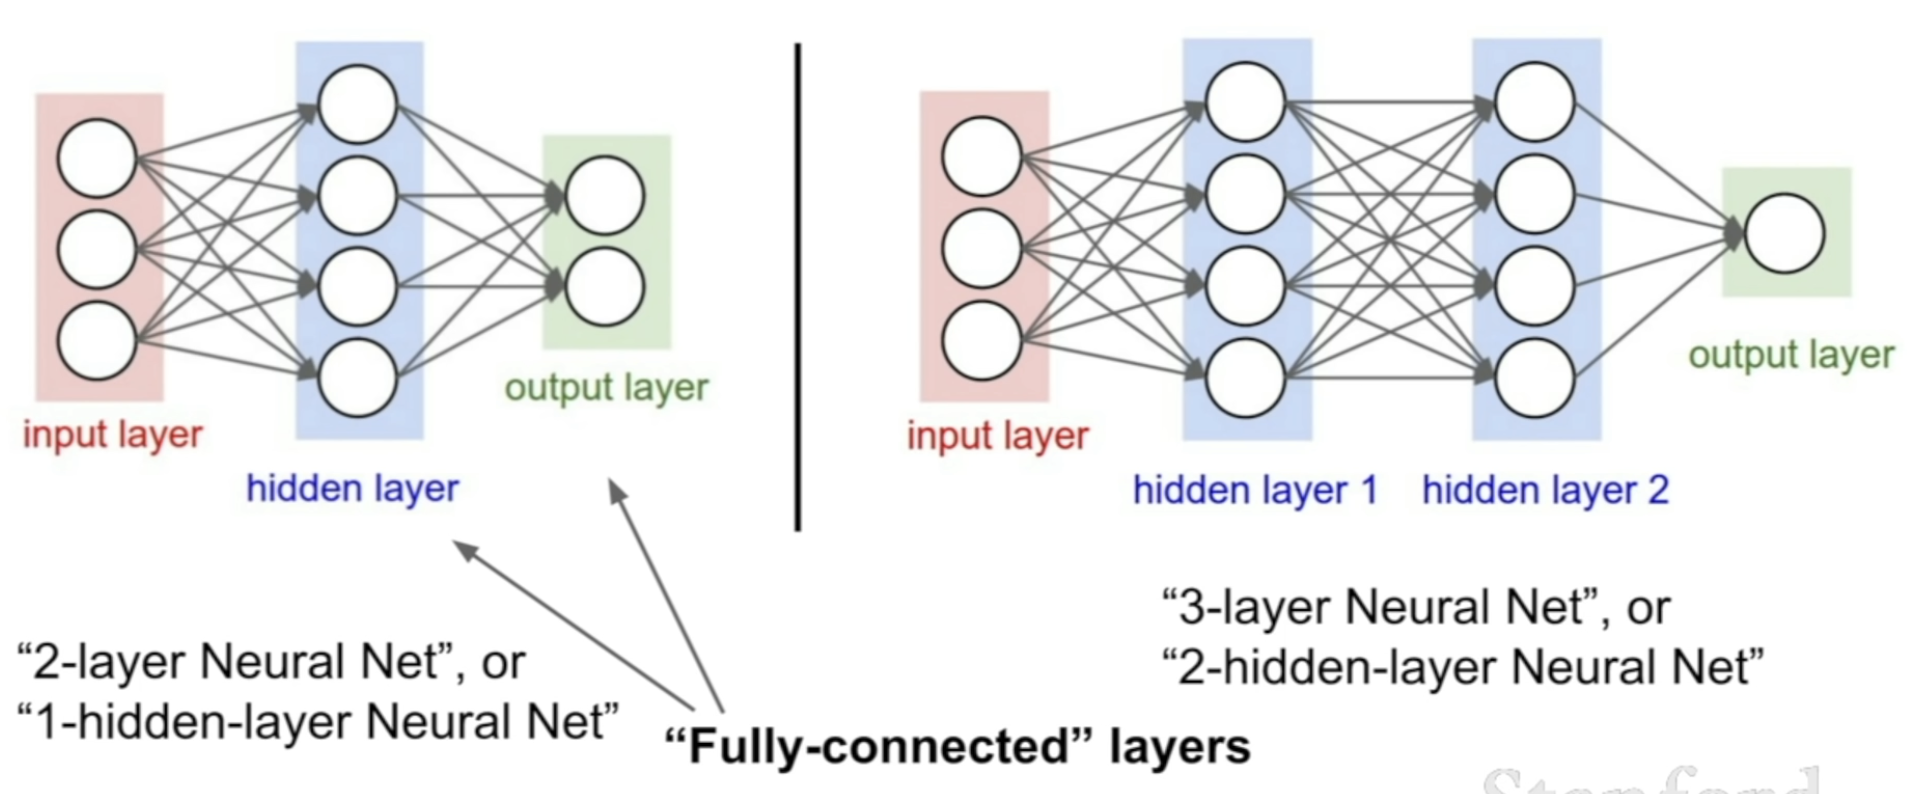 input layer
hidden layer
output layer
input layer
hidden layer 1
hidden layer 2
output layer
“2-layer Neural Net”, or
“1-hidden-layer Neural Net”
“Fully-connected” layers
“3-layer Neural Net”, or
“2-hidden-layer Neural Net”
Stanford